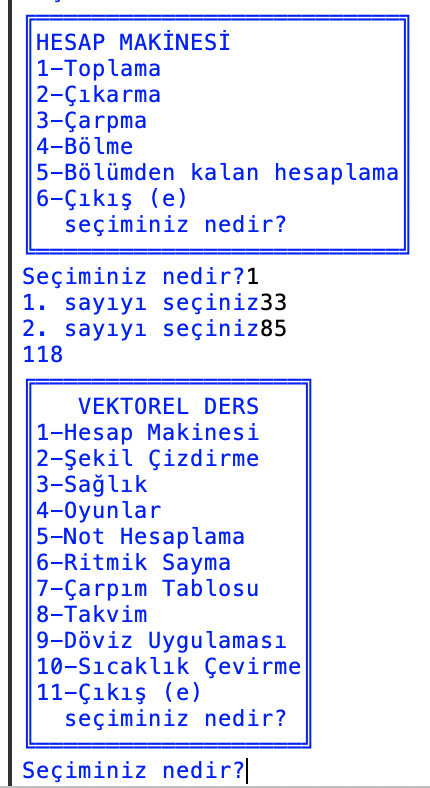 HESAP MAKİNESİ
1-Toplama
2-Çıkarma
3-Çarpma
4-Bölme
5-Bölümden kalan hesaplama
6-Çıkış (e)
seçiminiz nedir?
Seçiminiz nedir?1
1. sayıyı seçiniz33
2. sayıyı seçiniz85
118
VEKTOREL DERS
1-Hesap Makinesi
2-Şekil Çizdirme
3-Sağlık
4-Oyunlar
5-Not Hesaplama
6-Ritmik Sayma
7-Çarpım Tablosu
8-Takvim
9-Döviz Uygulaması
10-Sıcaklık Çevirme
11-Çıkış (e)
seçiminiz nedir?
Seçiminiz nedir?